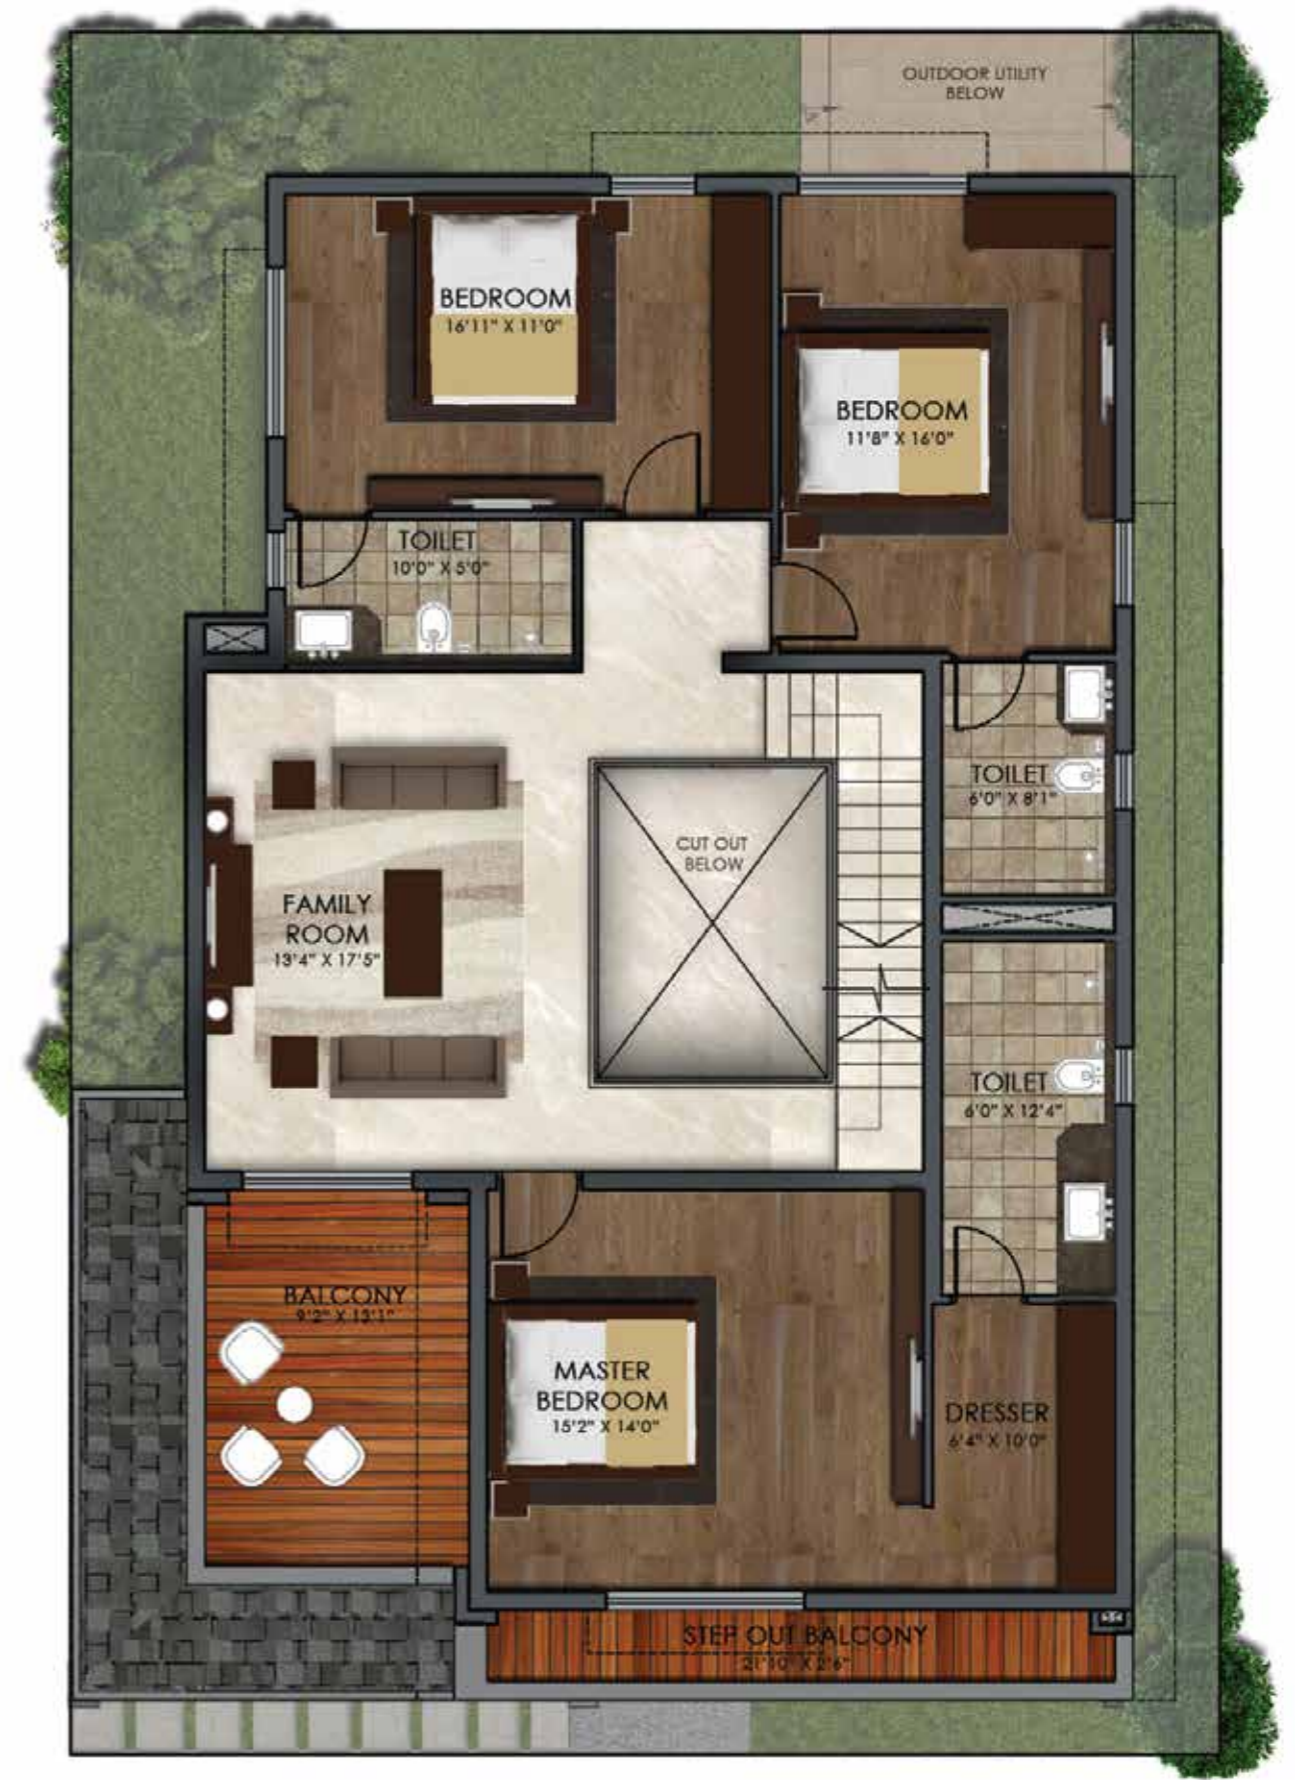 OUTDOOR UTILITY
BELOW
BEDROOM
16'11" X 11'0"
BEDROOM
11'8" X 16'0"
TOILET
10'0" X 5'0"
TOILET
6'0" X 8'1"
CUT OUT
BELOW
FAMILY
ROOM
13'4" X 17'5"
TOILET
6'0" X 12'4"
BALCONY
9'2" X 13'1"
MASTER
BEDROOM
15'2" X 14'0"
DRESSER
6'4" X 10'0"
STEP OUT BALCONY
21'10" X 2'6"